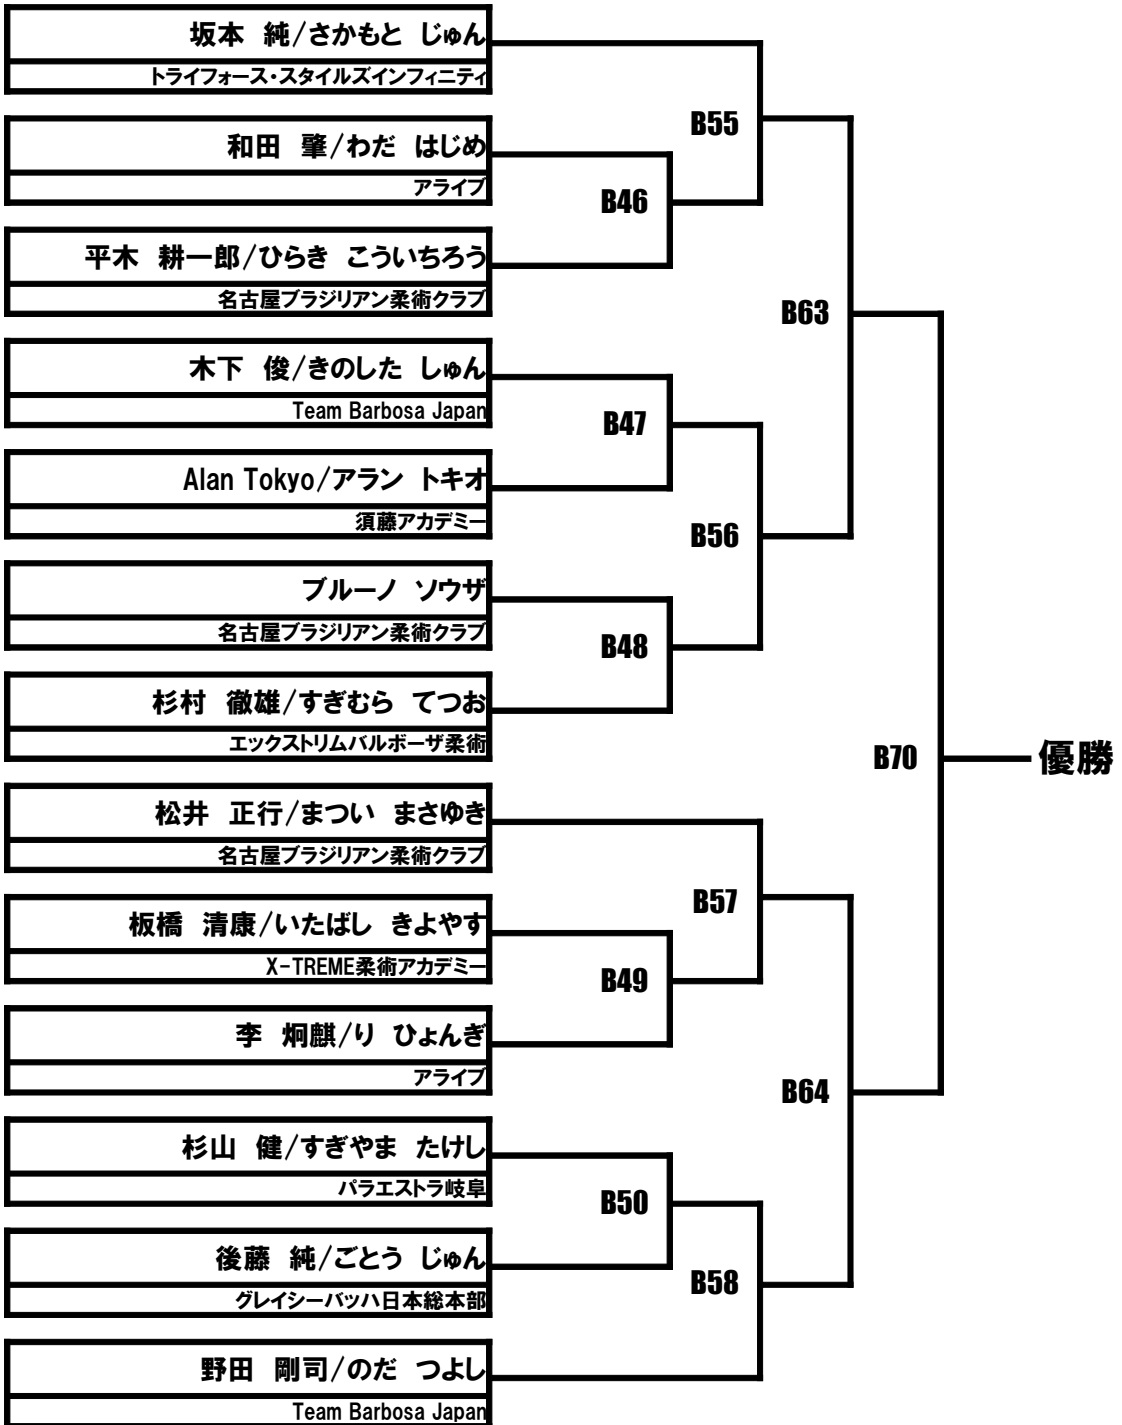 坂本 純/さかもと じゅん
トライフォース・スタイルズインフィニティ
B55
和田 肇/わだ はじめ
アライブ
B46
平木 耕一郎/ひらき こういちろう
名古屋ブラジリアン柔術クラブ
B63
木下 俊/きのした しゅん
Team Barbosa Japan
B47
Alan Tokyo/アラン トキオ
須藤アカデミー
B56
ブルーノ ソウザ
名古屋ブラジリアン柔術クラブ
B48
杉村 徹雄/すぎむら てつお
エックストリムバルボーザ柔術
B70
優勝
松井 正行/まつい まさゆき
名古屋ブラジリアン柔術クラブ
B57
板橋 清康/いたばし きよやす
X-TREME柔術アカデミー
B49
李 炯麒/り ひょんぎ
アライブ
B64
杉山 健/すぎやま たけし
パラエストラ岐阜
B50
後藤 純/ごとう じゅん
グレイシーバッハ日本総本部
B58
野田 剛司/のだ つよし
Team Barbosa Japan